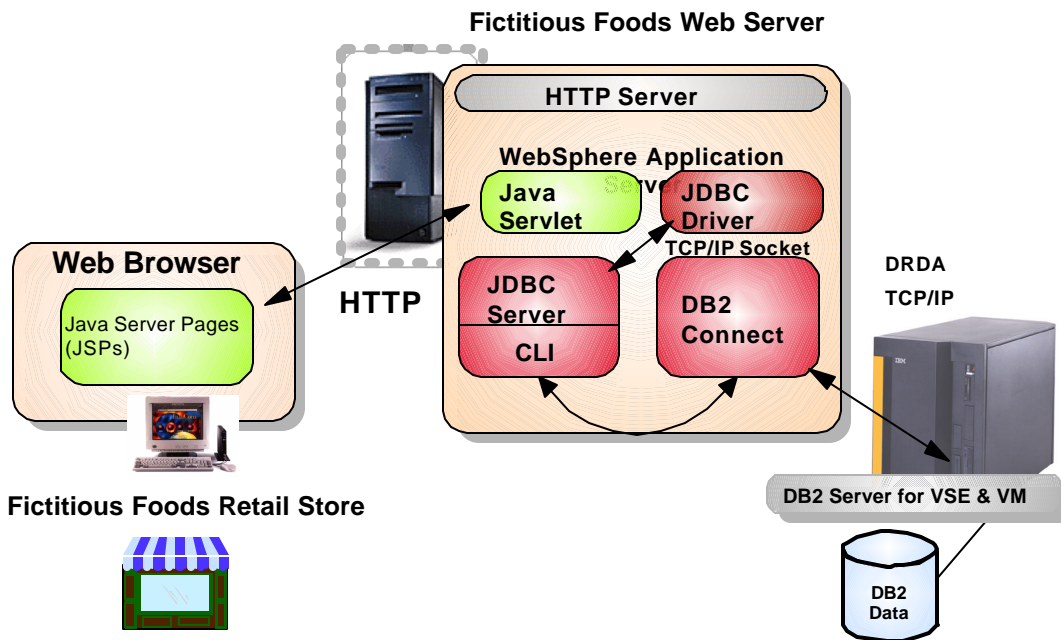 Fictitious Foods Web Server
HTTP Server
WebSphere Application
Server
Java
Servlet
JDBC
Driver
TCP/IP Socket
JDBC
Server
CLI
DB2
Connect
Web Browser
Java Server Pages
(JSPs)
HTTP
DRDA
TCP/IP
IBM
DB2 Server for VSE & VM
DB2
Data
Fictitious Foods Retail Store